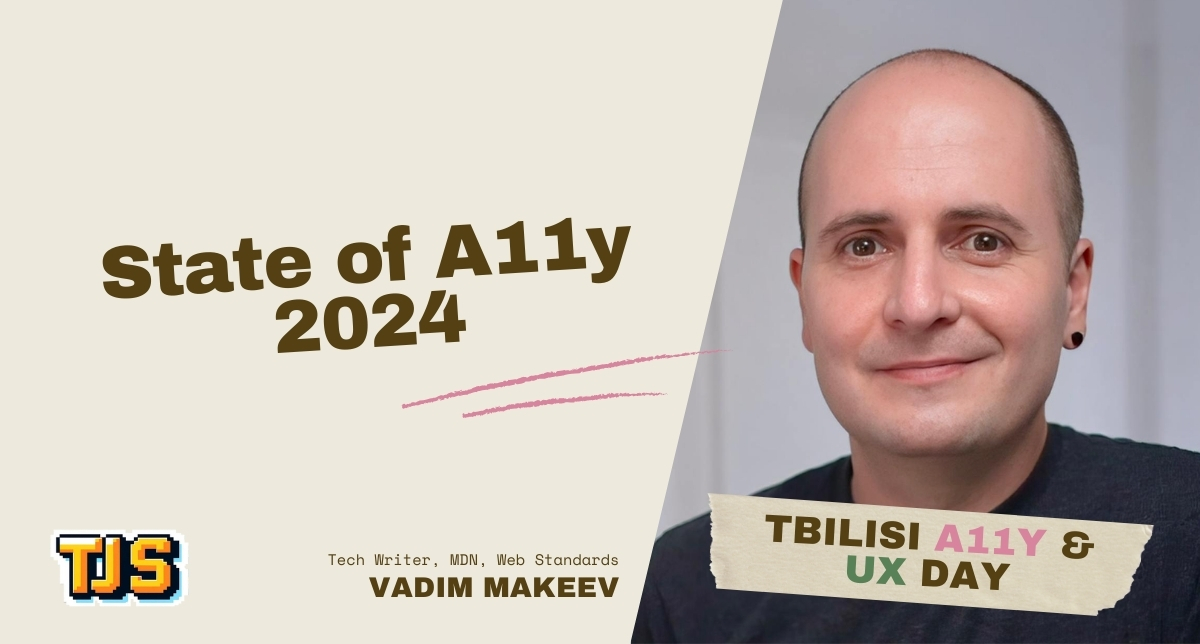 State of A11y
2024
TJS
Tech Writer, MDN, Web Standards
VADIM MAKEEV
TBILISI A11Y &
UX DAY